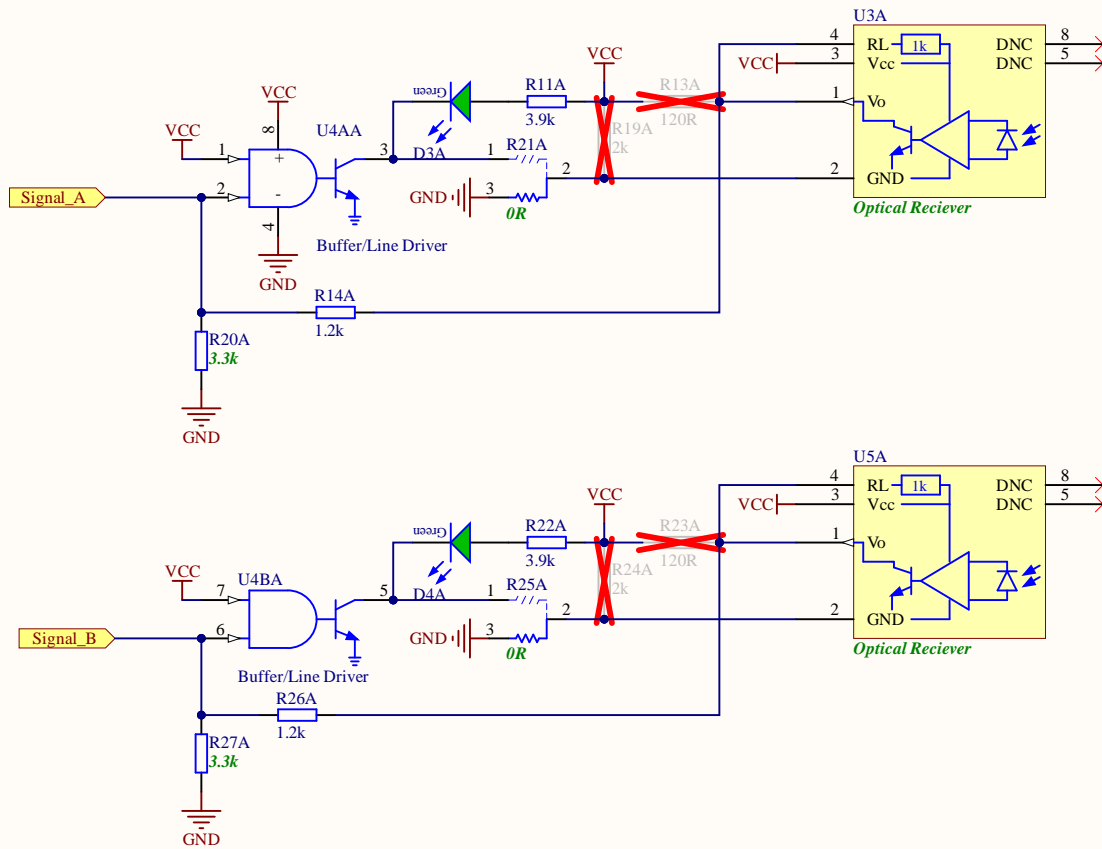 U3A
4 RL 1k DNC 8
VCC 3 Vcc DNC 5
1 Vo
GND
2
Optical Reciever
VCC
R11A
3.9k
R13A
120R
R19A
2k
Green
D3A
R21A
1
2
GND 3
0R
VCC
VCC
8
U4AA
1
+
3
Signal_A
2
-
4
GND
Buffer/Line Driver
R14A
1.2k
R20A
3.3k
GND
U5A
4 RL 1k DNC 8
VCC 3 Vcc DNC 5
1 Vo
GND
2
Optical Reciever
VCC
R22A
3.9k
R23A
120R
R24A
2k
Green
D4A
R25A
1
2
GND 3
0R
VCC
U4BA
7
5
Signal_B
6
Buffer/Line Driver
R26A
1.2k
R27A
3.3k
GND